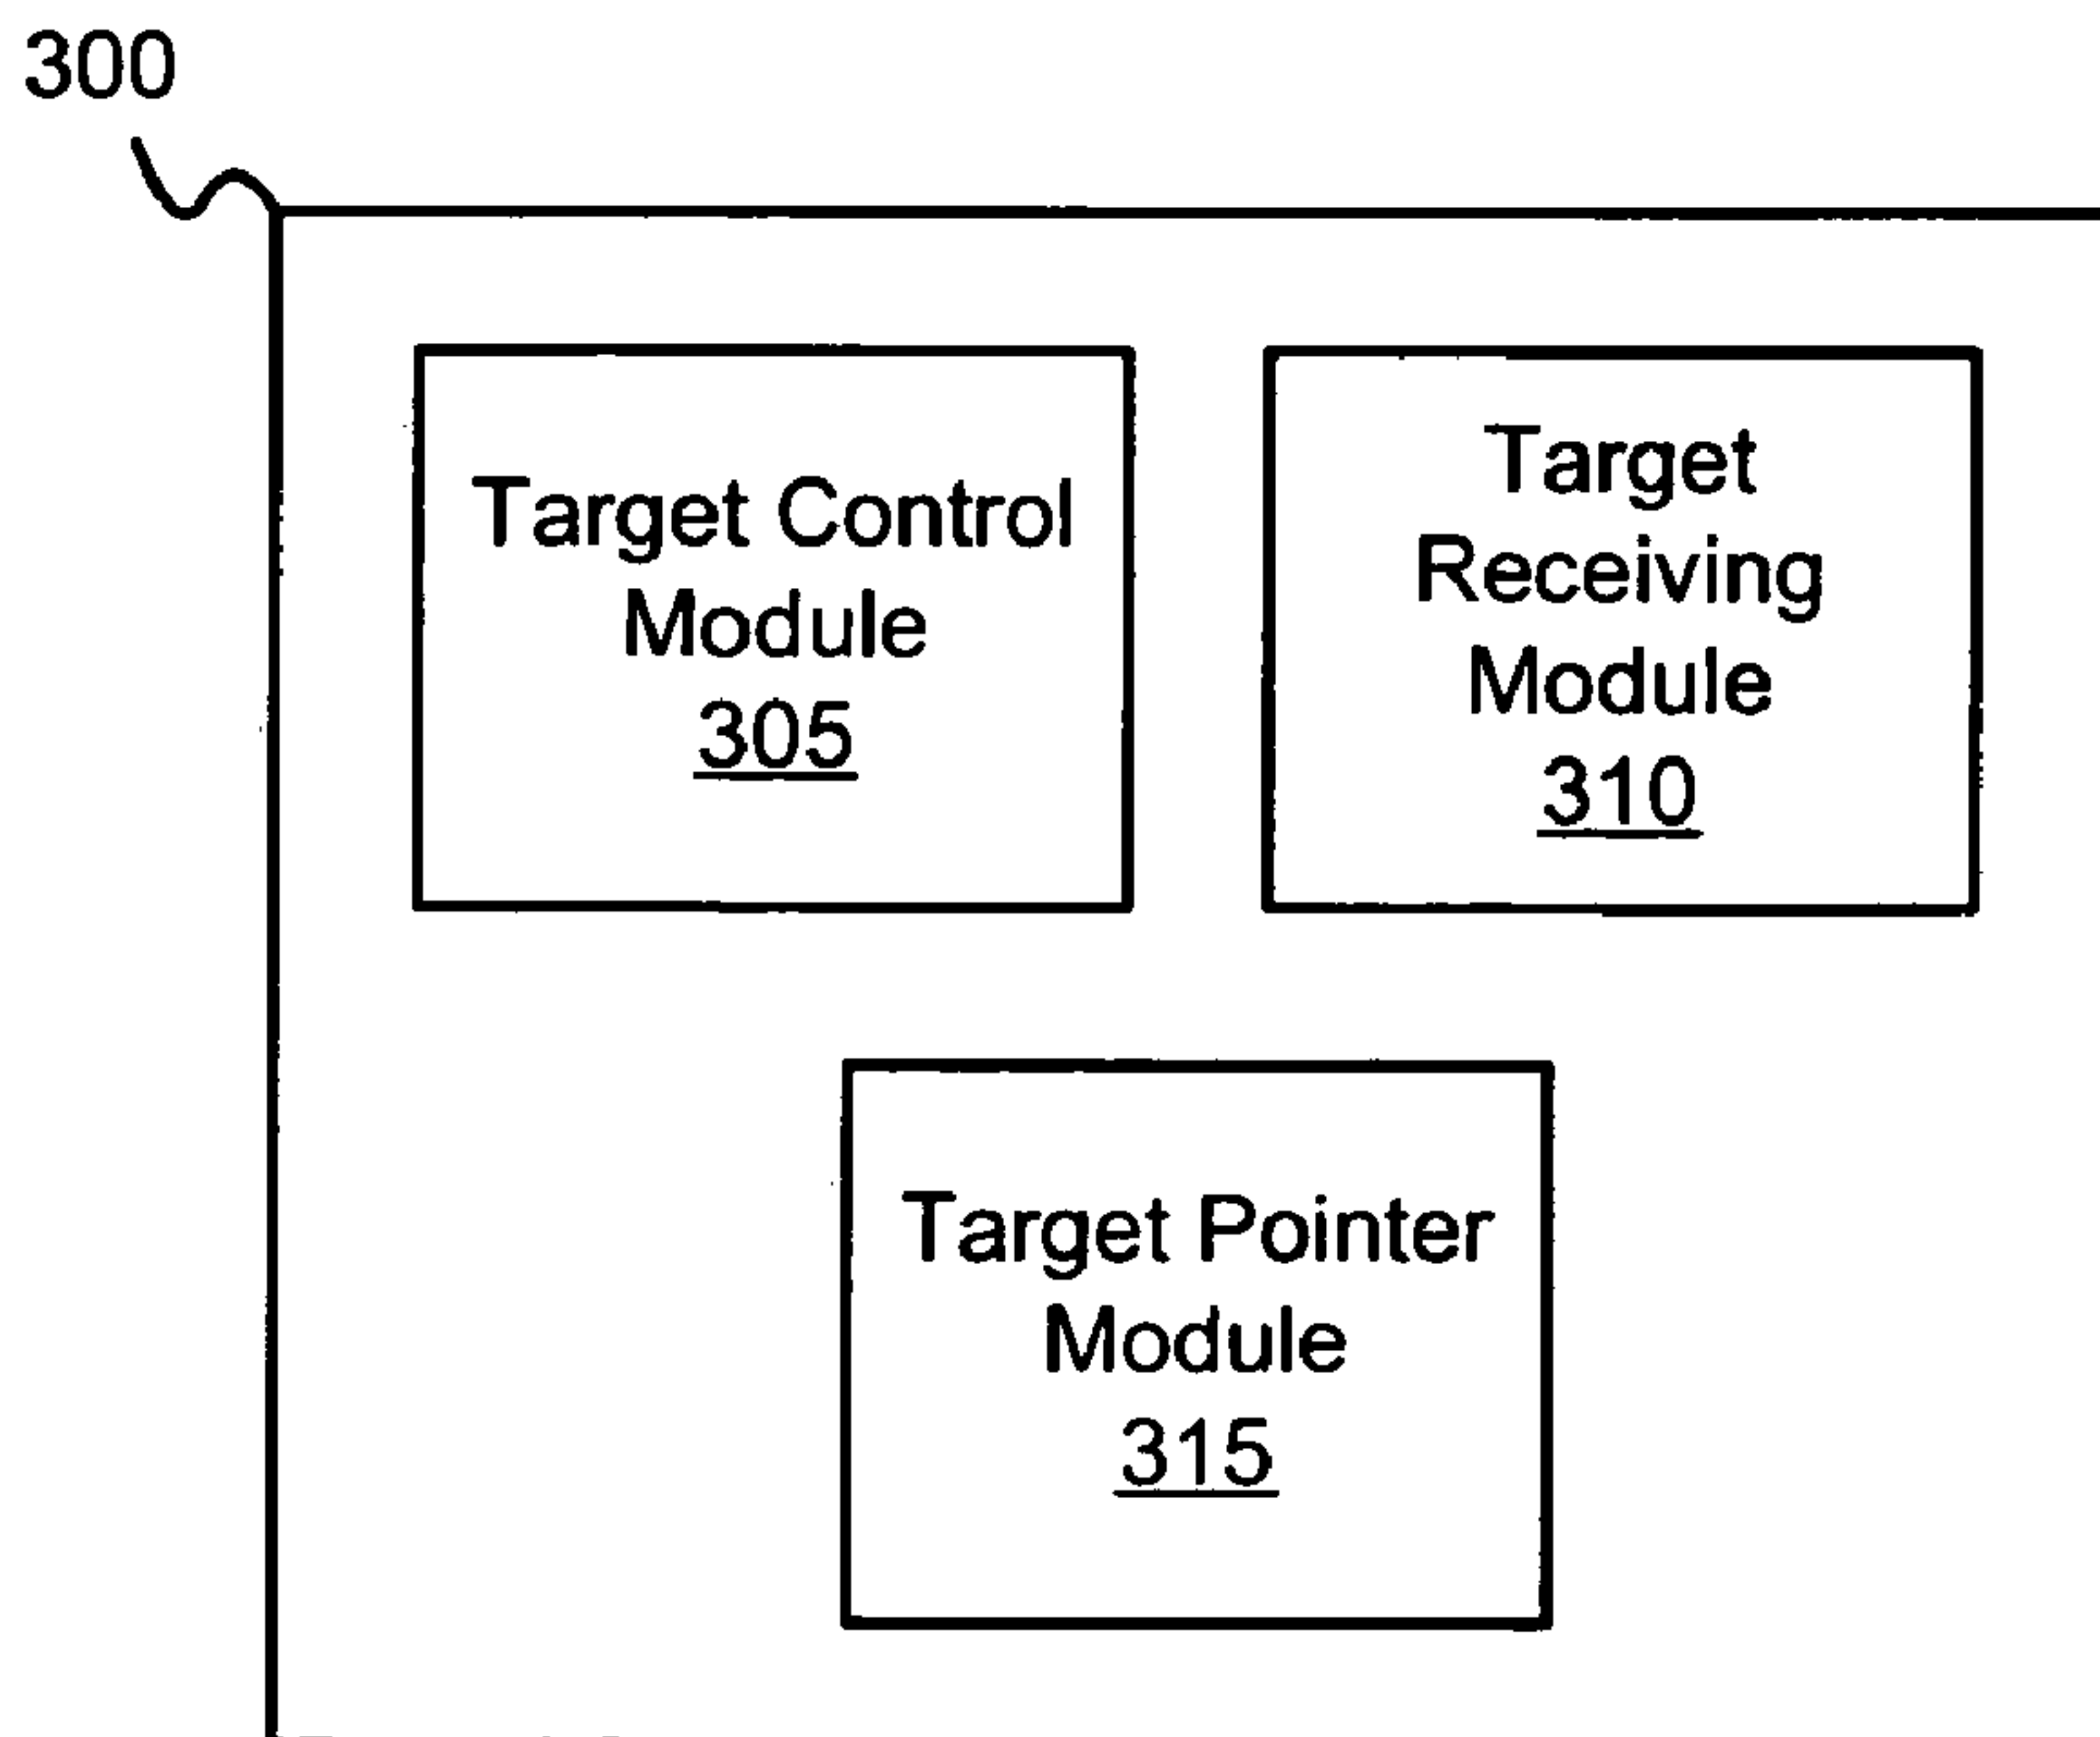 300
Target Control
Module
305
Target
Receiving
Module
310
Target Pointer
Module
315